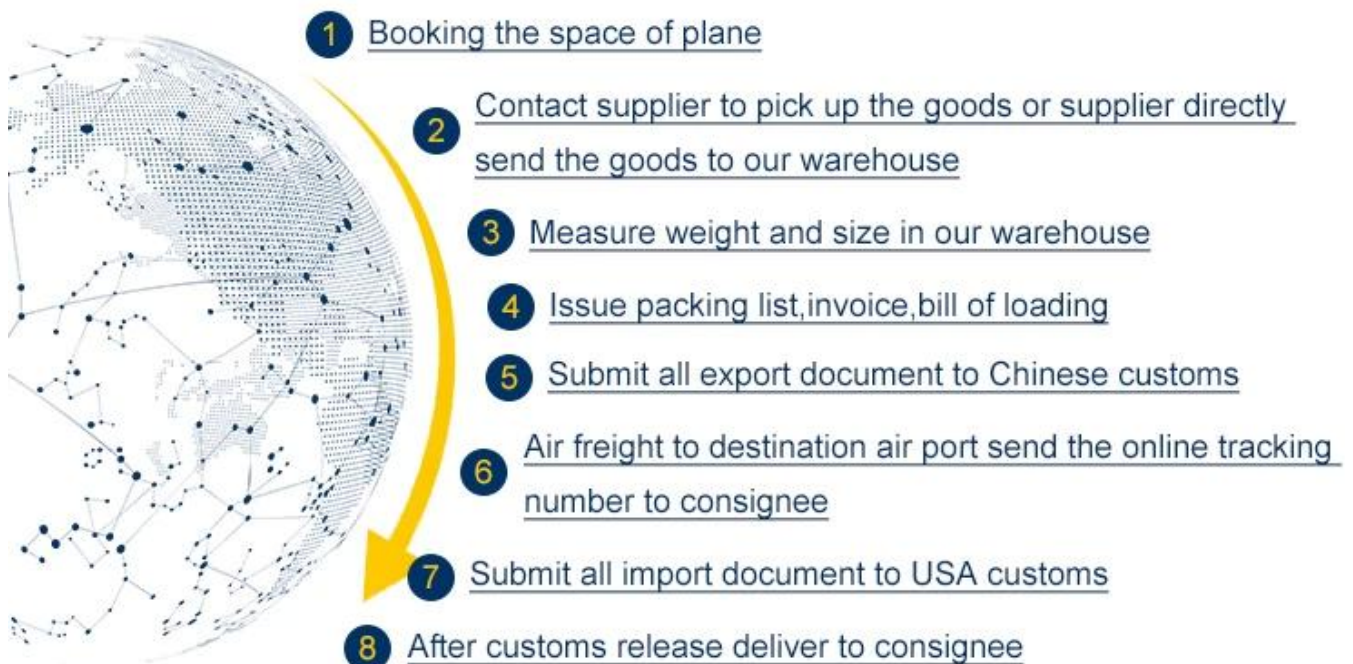 1 Booking the space of plane
2 Contact supplier to pick up the goods or supplier directly
send the goods to our warehouse
3 Measure weight and size in our warehouse
4 Issue packing list,invoice,bill of loading
5 Submit all export document to Chinese customs
6 Air freight to destination air port send the online tracking
number to consignee
7 Submit all import document to USA customs
8 After customs release deliver to consignee